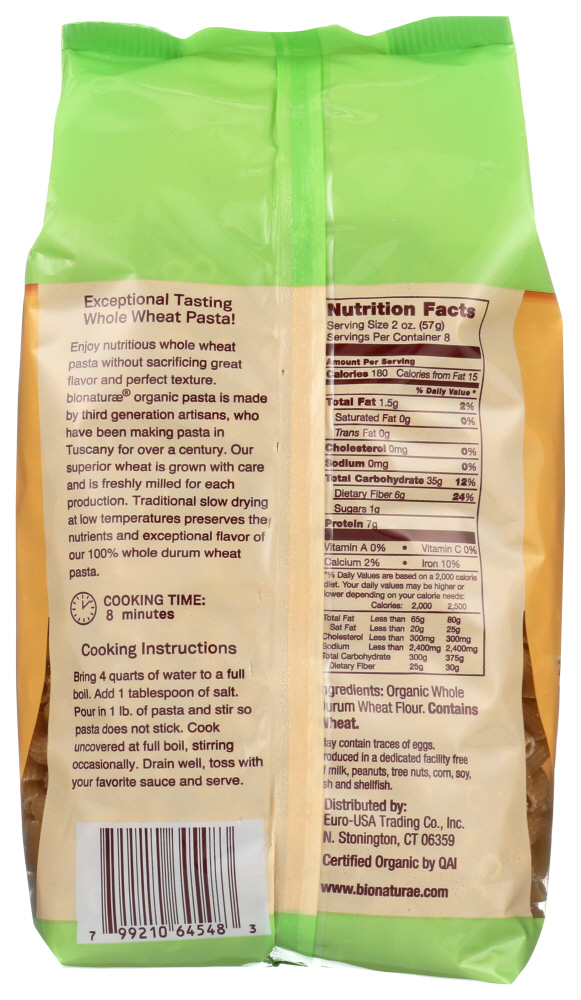 Exceptional Tasting
Whole Wheat Pasta!
Enjoy nutritious whole wheat
pasta without sacrificing great
flavor and perfect texture.
bionaturæ® organic pasta is made
by third generation artisans, who
have been making pasta in
Tuscany for over a century. Our
superior wheat is grown with care
and is freshly milled for each
production. Traditional slow drying
at low temperatures preserves the
nutrients and exceptional flavor of
our 100% whole durum wheat
pasta.
COOKING TIME:
8 minutes
Cooking Instructions
Bring 4 quarts of water to a full
boil. Add 1 tablespoon of salt.
Pour in 1 lb. of pasta and stir so
pasta does not stick. Cook
uncovered at full boil, stirring
occasionally. Drain well, toss with
your favorite sauce and serve.
7 99210 64548 3
Nutrition Facts
Serving Size 2 oz. (57g)
Servings Per Container 8
Amount Per Serving
Calories 180 Calories from Fat 15
% Daily Value *
Total Fat 1.5g 2%
Saturated Fat 0g 0%
Trans Fat 0g
Cholesterol 0mg 0%
Sodium 0mg 0%
Total Carbohydrate 35g 12%
Dietary Fiber 6g 24%
Sugars 1g
Protein 7g
Vitamin A 0% • Vitamin C 0%
Calcium 2% • Iron 10%
*% Daily Values are based on a 2,000 calorie
diet. Your daily values may be higher or
lower depending on your calorie needs:
Calories: 2,000 2,500
Total Fat Less than 65g 80g
Sat Fat Less than 20g 25g
Cholesterol Less than 300mg 300mg
Sodium Less than 2,400mg 2,400mg
Total Carbohydrate 300g 375g
Dietary Fiber 25g 30g
ngredients: Organic Whole
urum Wheat Flour. Contains
heat.
ay contain traces of eggs.
roduced in a dedicated facility free
f milk, peanuts, tree nuts, corn, soy,
sh and shellfish.
Distributed by:
Euro-USA Trading Co., Inc.
N. Stonington, CT 06359
Certified Organic by QAI
www.bionaturae.com